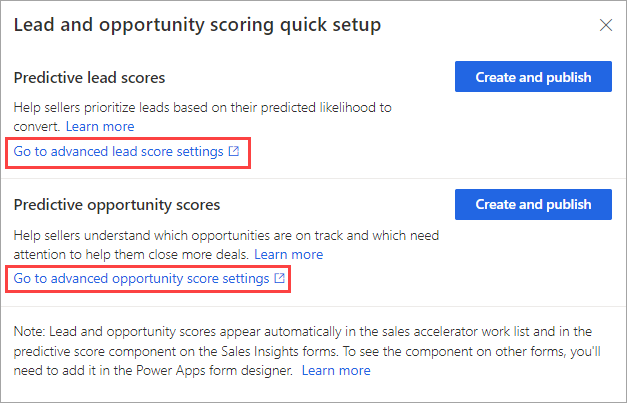 Lead and opportunity scoring quick setup
Predictive lead scores
Create and publish
Help sellers prioritize leads based on their predicted likelihood to
convert. Learn more
Go to advanced lead score settings
Predictive opportunity scores
Create and publish
Help sellers understand which opportunities are on track and which need
attention to help them close more deals. Learn more
Go to advanced opportunity score settings
Note: Lead and opportunity scores appear automatically in the sales accelerator work list and in the
predictive score component on the Sales Insights forms. To see the component on other forms, you'll
need to add it in the Power Apps form designer. Learn more